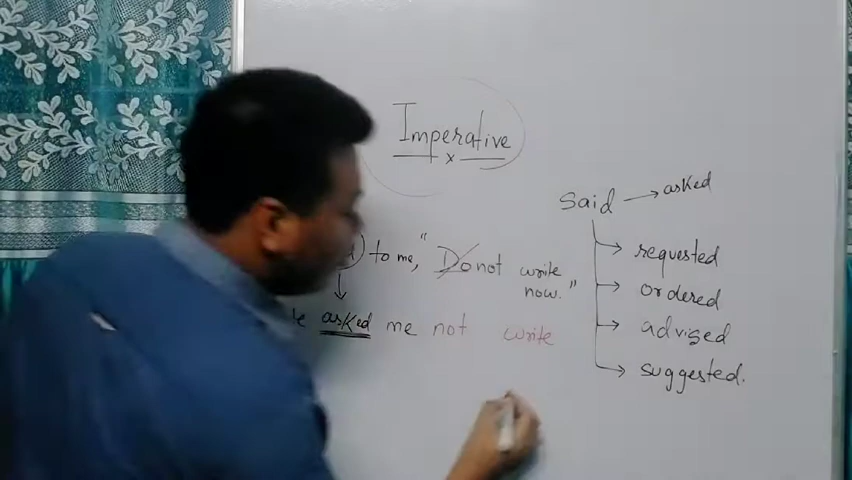 Imperative
x
Said → asked
to me, " Do not write
now. "
asked me not write
requested
ordered
advised
suggested.